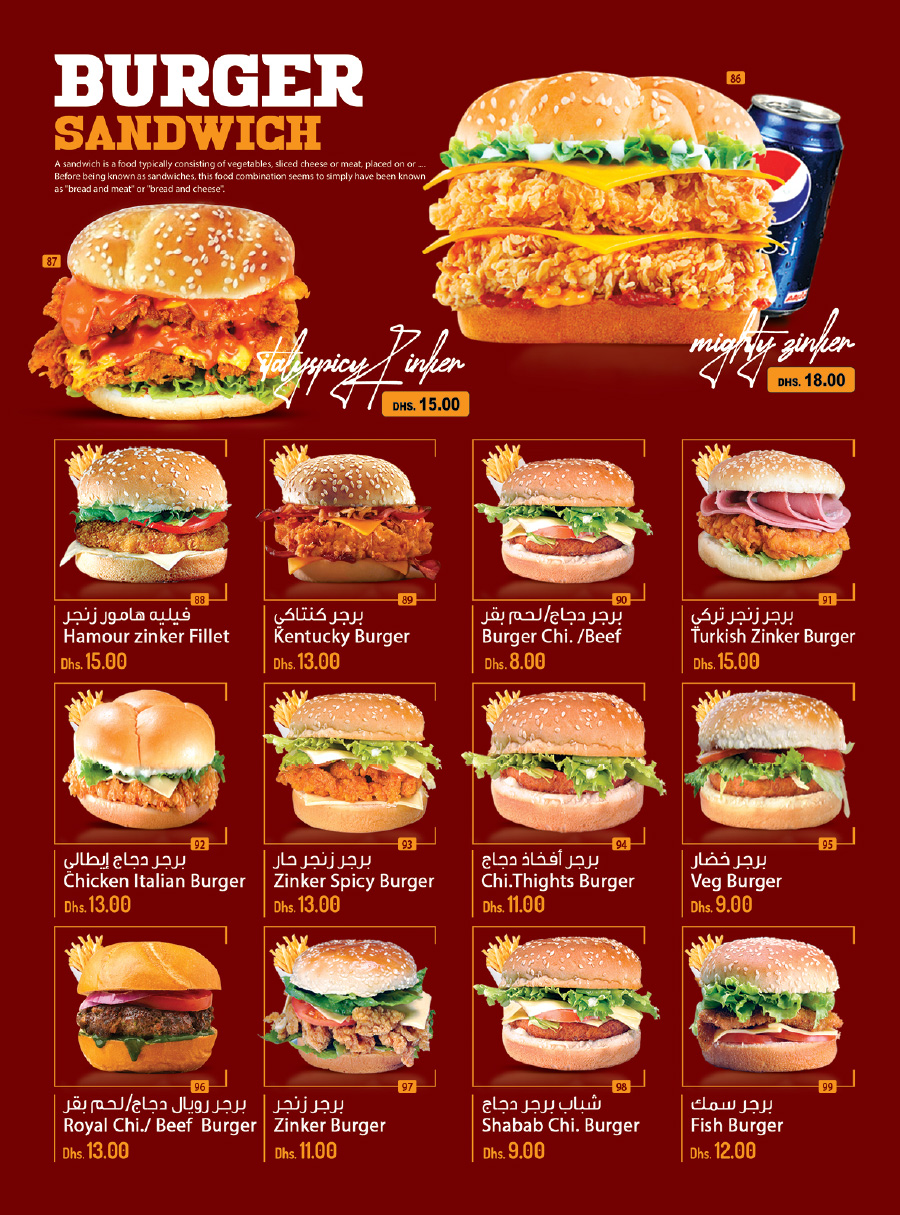 BURGER
SANDWICH
A sandwich is a food typically consisting of vegetables, sliced cheese or meat, placed on or ....
Before being known as sandwiches, this food combination seems to simply have been known
as "bread and meat" or "bread and cheese".
86
87
italyspicy Zinker
DHS. 15.00
mighty zinker
DHS. 18.00
88
فيليه هامور زنجر
Hamour zinker Fillet
Dhs. 15.00
89
برجر كنتاكي
Kentucky Burger
Dhs. 13.00
90
برجر دجاج/لحم بقر
Burger Chi. /Beef
Dhs. 8.00
91
برجر زنجر تركي
Turkish Zinker Burger
Dhs. 15.00
92
برجر دجاج إيطالي
Chicken Italian Burger
Dhs. 13.00
93
برجر زنجر حار
Zinker Spicy Burger
Dhs. 13.00
94
برجر أفخاذ دجاج
Chi.Thights Burger
Dhs. 11.00
95
برجر خضار
Veg Burger
Dhs. 9.00
96
برجر رويال دجاج/لحم بقر
Royal Chi./ Beef Burger
Dhs. 13.00
97
برجر زنجر
Zinker Burger
Dhs. 11.00
98
شباب برجر دجاج
Shabab Chi. Burger
Dhs. 9.00
99
برجر سمك
Fish Burger
Dhs. 12.00